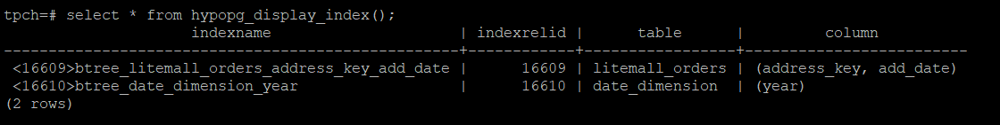 tpch=# select * from hypopg_display_index();
                   indexname                    | indexrelid |      table      |         column
------------------------------------------------+------------+-----------------+------------------------
 <16609>btree_litemall_orders_address_key_add_date |      16609 | litemall_orders | (address_key, add_date)
 <16610>btree_date_dimension_year                  |      16610 | date_dimension  | (year)
(2 rows)